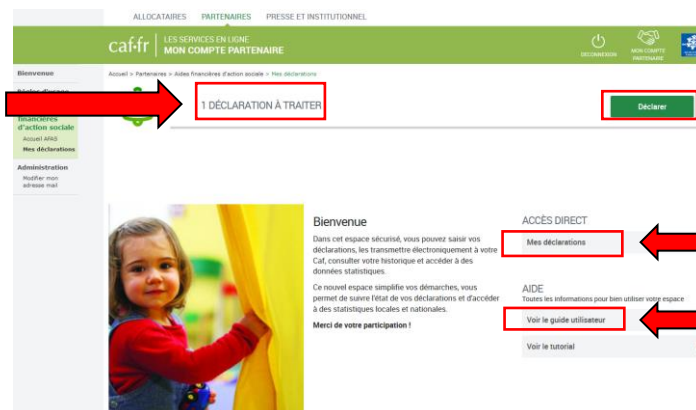 ALLOCATAIRES PARTENAIRES PRESSE ET INSTITUTIONNEL
caf.fr
LES SERVICES EN LIGNE
MON COMPTE PARTENAIRE
DÉCONNEXION
MON COMPTE
PARTENAIRE
Bienvenue
Accueil > Partenaires > Aides financières d'action sociale > Mes déclarations
1 DÉCLARATION À TRAITER
Déclarer
financières
d'action sociale
Accueil AFAS
Mes déclarations
Administration
Modifier mon
adresse mail
Bienvenue
Dans cet espace sécurisé, vous pouvez saisir vos
déclarations, les transmettre électroniquement à votre
Caf, consulter votre historique et accéder à des
données statistiques.
Ce nouvel espace simplifie vos démarches, vous
permet de suivre l'état de vos déclarations et d'accéder
à des statistiques locales et nationales.
Merci de votre participation !
ACCÈS DIRECT
Mes déclarations
AIDE
Toutes les informations pour bien utiliser votre espace
Voir le guide utilisateur
Voir le tutorial